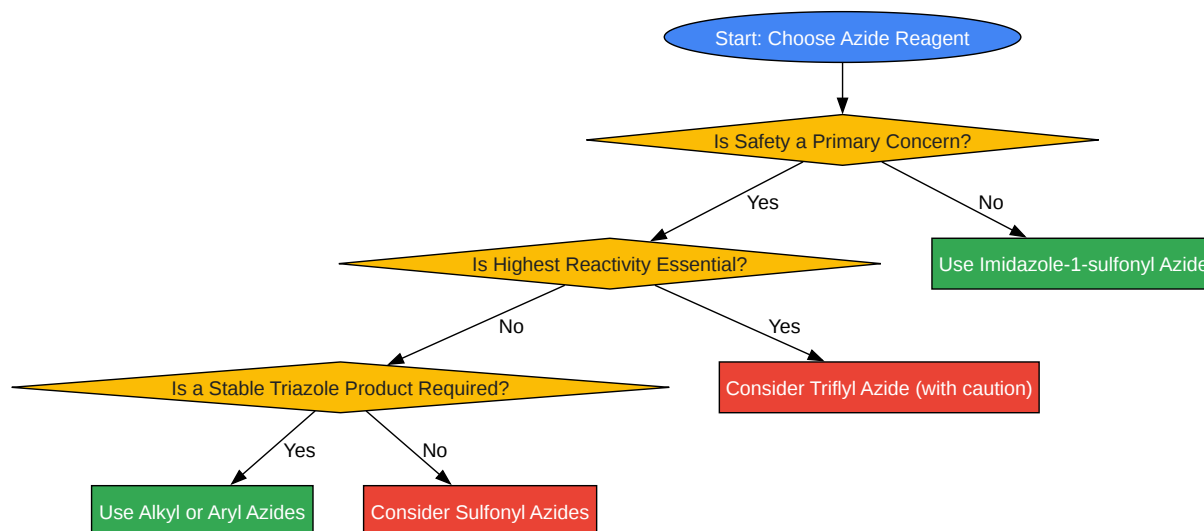 Start: Choose Azide Reagent
Is Safety a Primary Concern?
Yes
No
Is Highest Reactivity Essential?
Use Imidazole-1-sulfonyl Azide
No
Yes
Is a Stable Triazole Product Required?
Consider Triflyl Azide (with caution)
Yes
No
Use Alkyl or Aryl Azides
Consider Sulfonyl Azides